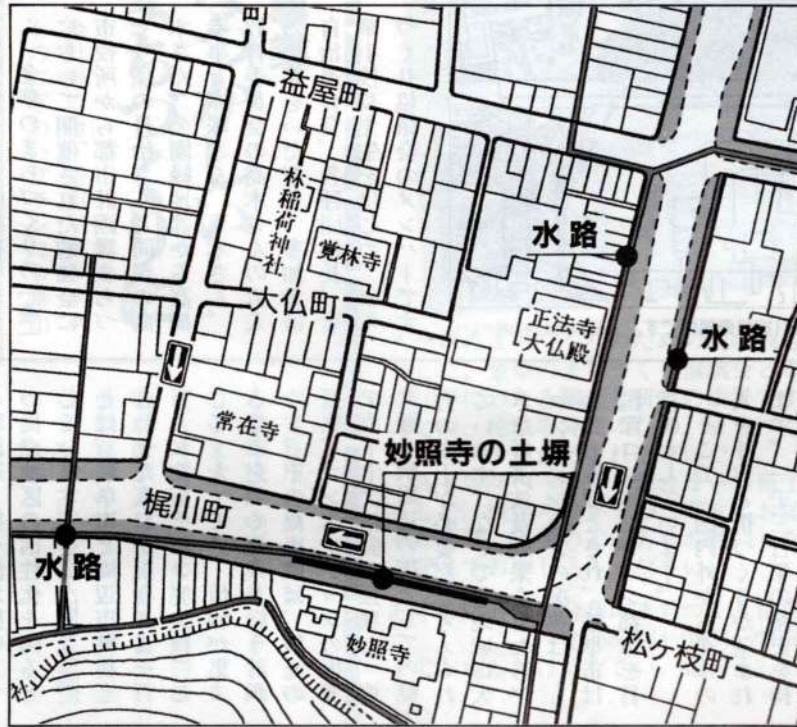 町
益屋町
林稲荷神社
覚林寺
水路
大仏町
正法寺
大仏殿
水路
常在寺
妙照寺の土塀
梶川町
水路
妙照寺
松ヶ枝町
社